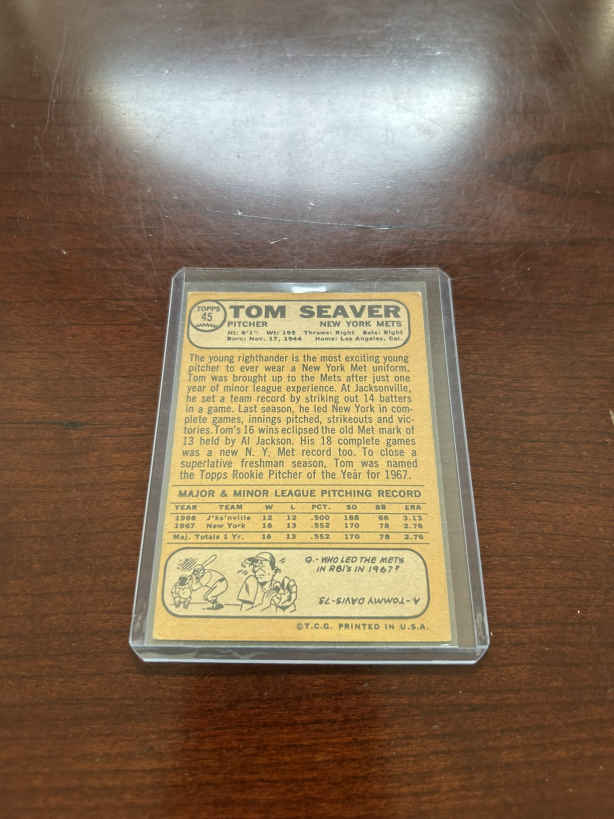 TOPPS
45
TOM SEAVER
PITCHER NEW YORK METS
Ht: 6'1" Wt: 195 Throws: Right Bats: Right
Born: Nov. 17, 1944 Home: Los Angeles, Cal.
The young righthander is the most exciting young
pitcher to ever wear a New York Met uniform.
Tom was brought up to the Mets after just one
year of minor league experience. At Jacksonville,
he set a team record by striking out 14 batters
in a game. Last season, he led New York in com-
plete games, innings pitched, strikeouts and vic-
tories. Tom's 16 wins eclipsed the old Met mark of
13 held by Al Jackson. His 18 complete games
was a new N. Y. Met record too. To close a
superlative freshman season, Tom was named
the Topps Rookie Pitcher of the Year for 1967.
MAJOR & MINOR LEAGUE PITCHING RECORD
YEAR TEAM W L PCT. SO BB ERA
1966 J'ks'nville 12 12 .500 188 66 3.13
1967 New York 16 13 .552 170 78 2.76
Maj. Totals 1 Yr. 16 13 .552 170 78 2.76
Q.- WHO LED THE METS
IN RBI'S IN 1967?
A-TOMMY DAVIS-73
©T.C.G. PRINTED IN U.S.A.